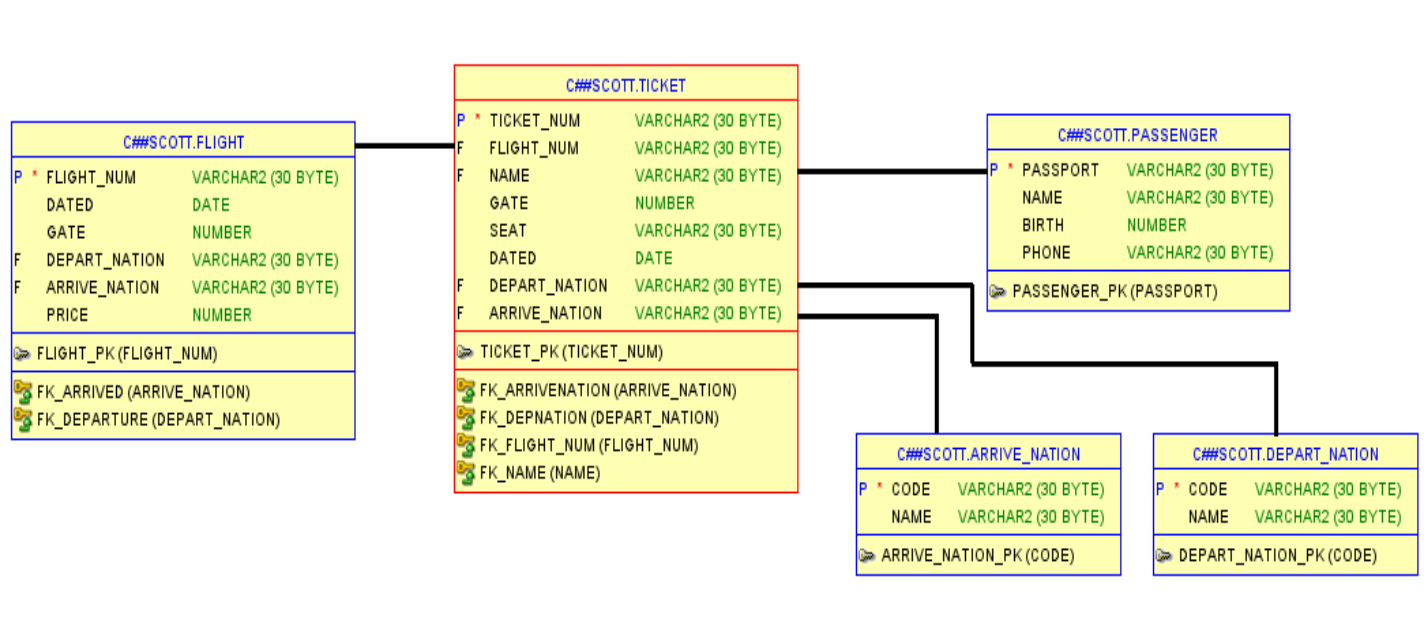 C##SCOTT.FLIGHT
P * FLIGHT_NUM VARCHAR2 (30 BYTE)
DATED DATE
GATE NUMBER
F DEPART_NATION VARCHAR2 (30 BYTE)
F ARRIVE_NATION VARCHAR2 (30 BYTE)
PRICE NUMBER
FLIGHT_PK (FLIGHT_NUM)
FK_ARRIVED (ARRIVE_NATION)
FK_DEPARTURE (DEPART_NATION)
C##SCOTT.TICKET
P * TICKET_NUM VARCHAR2 (30 BYTE)
F FLIGHT_NUM VARCHAR2 (30 BYTE)
F NAME VARCHAR2 (30 BYTE)
GATE NUMBER
SEAT VARCHAR2 (30 BYTE)
DATED DATE
F DEPART_NATION VARCHAR2 (30 BYTE)
F ARRIVE_NATION VARCHAR2 (30 BYTE)
TICKET_PK (TICKET_NUM)
FK_ARRIVENATION (ARRIVE_NATION)
FK_DEPNATION (DEPART_NATION)
FK_FLIGHT_NUM (FLIGHT_NUM)
FK_NAME (NAME)
C##SCOTT.PASSENGER
P * PASSPORT VARCHAR2 (30 BYTE)
NAME VARCHAR2 (30 BYTE)
BIRTH NUMBER
PHONE VARCHAR2 (30 BYTE)
PASSENGER_PK (PASSPORT)
C##SCOTT.ARRIVE_NATION
P * CODE VARCHAR2 (30 BYTE)
NAME VARCHAR2 (30 BYTE)
ARRIVE_NATION_PK (CODE)
C##SCOTT.DEPART_NATION
P * CODE VARCHAR2 (30 BYTE)
NAME VARCHAR2 (30 BYTE)
DEPART_NATION_PK (CODE)